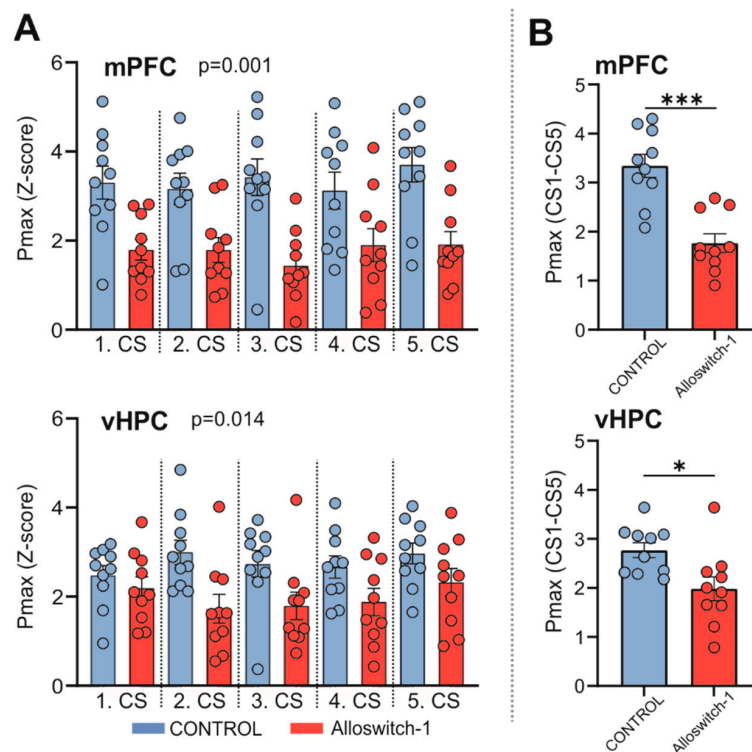 A
mPFC p=0.001
Pmax (Z-score)
6
4
2
0
1. CS 2. CS 3. CS 4. CS 5. CS
vHPC p=0.014
Pmax (Z-score)
6
4
2
0
1. CS 2. CS 3. CS 4. CS 5. CS
CONTROL Alloswitch-1
B
mPFC
***
Pmax (CS1-CS5)
5
4
3
2
1
0
CONTROL Alloswitch-1
vHPC
*
Pmax (CS1-CS5)
5
4
3
2
1
0
CONTROL Alloswitch-1